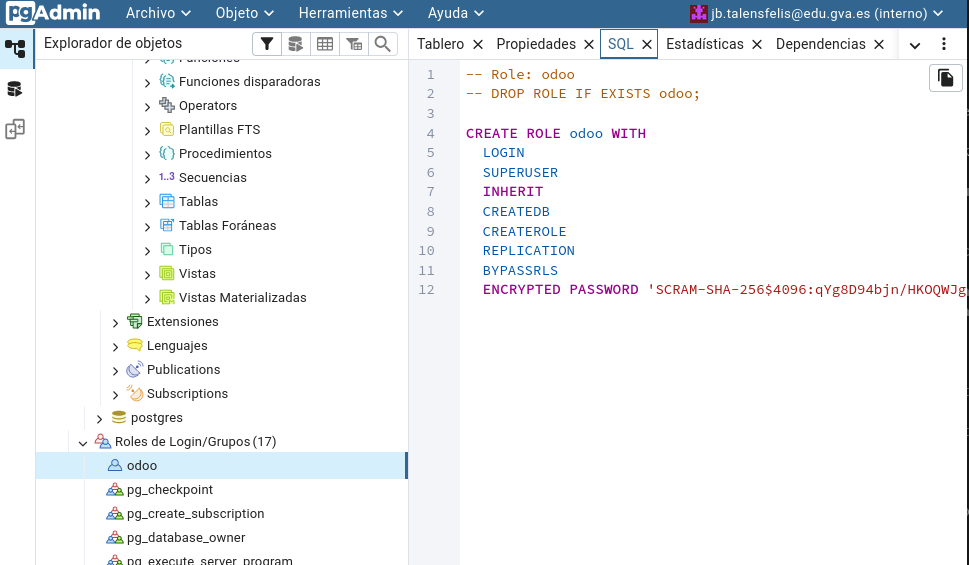 pgAdmin Archivo Objeto Herramientas Ayuda jb.talensfelis@edu.gva.es (interno)
Explorador de objetos
Tablero Propiedades SQL Estadísticas Dependencias
Funciones
Funciones disparadoras
Operators
Plantillas FTS
Procedimientos
1..3 Secuencias
Tablas
Tablas Foráneas
Tipos
Vistas
Vistas Materializadas
Extensiones
Lenguajes
Publications
Subscriptions
postgres
Roles de Login/Grupos (17)
odoo
pg_checkpoint
pg_create_subscription
pg_database_owner
pg_execute_server_program
1 -- Role: odoo
2 -- DROP ROLE IF EXISTS odoo;
3
4 CREATE ROLE odoo WITH
5 LOGIN
6 SUPERUSER
7 INHERIT
8 CREATEDB
9 CREATEROLE
10 REPLICATION
11 BYPASSRLS
12 ENCRYPTED PASSWORD 'SCRAM-SHA-256$4096:qYg8D94bjn/HKOQWJg